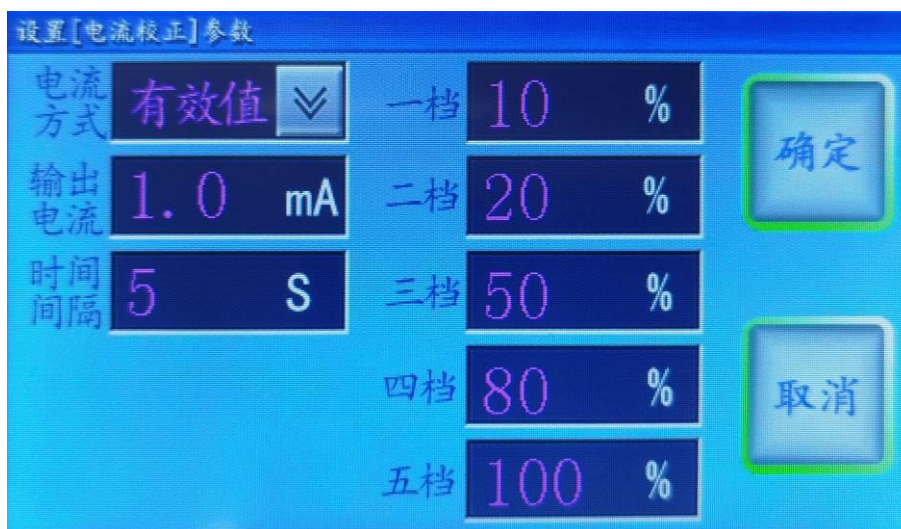 设置[电流校正]参数
电流
方式
有效值
一档 10 %
确定
输出
电流
1.0 mA
二档 20 %
时间
间隔
5 S
三档 50 %
四档 80 %
取消
五档 100 %